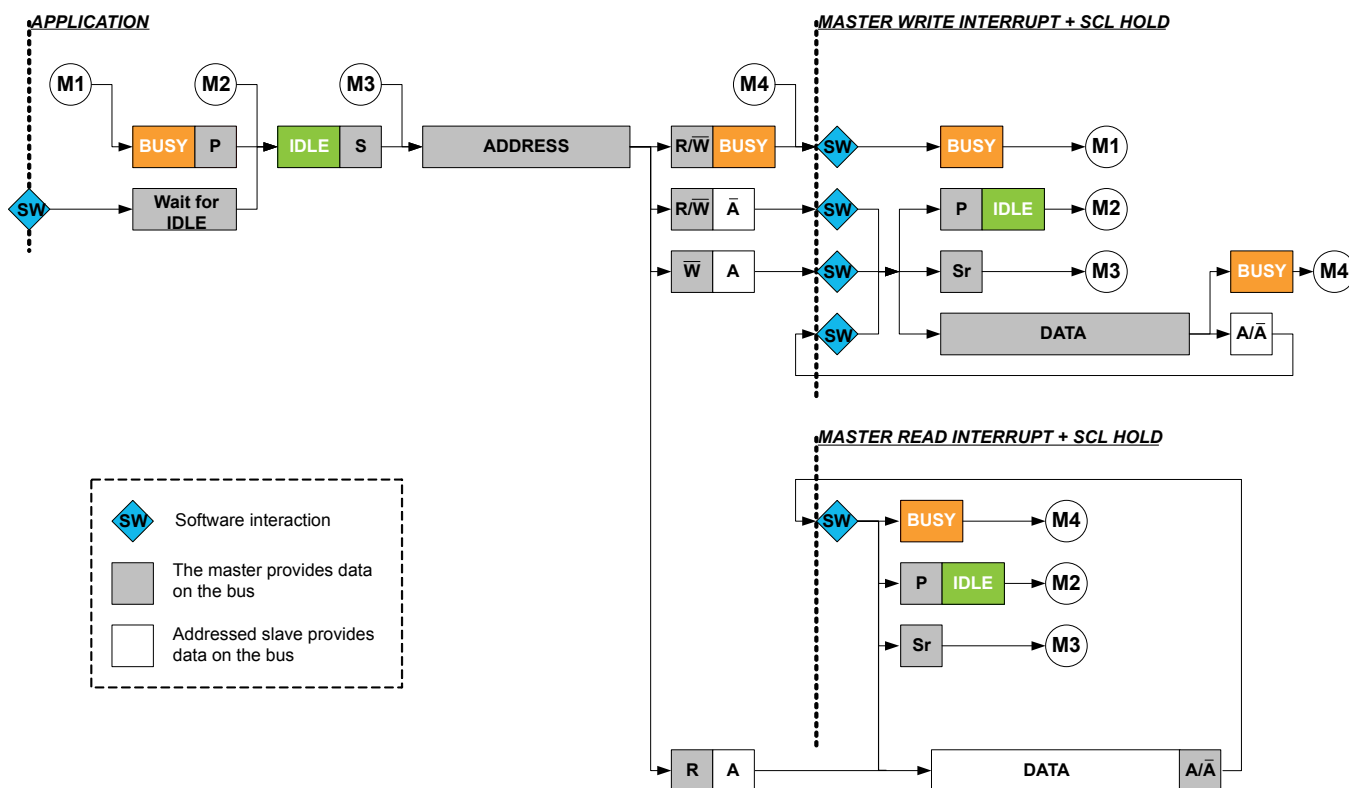 APPLICATION
MASTER WRITE INTERRUPT + SCL HOLD
M1
M2
M3
M4
BUSY P
IDLE S
ADDRESS
R/W̅ BUSY
SW
BUSY
M1
SW
Wait for
IDLE
R/W̅ A̅
SW
P IDLE
M2
W̅ A
SW
Sr
M3
BUSY
M4
SW
DATA
A/A̅
MASTER READ INTERRUPT + SCL HOLD
SW
BUSY
M4
P IDLE
M2
Sr
M3
R A
DATA
A/A̅
SW
Software interaction
The master provides data
on the bus
Addressed slave provides
data on the bus